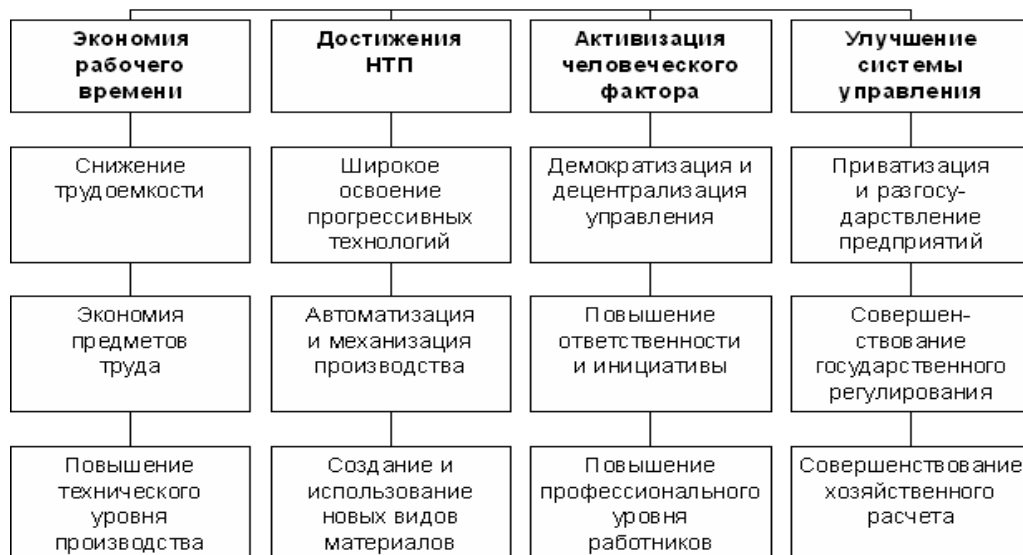 Экономия
рабочего
времени
Достижения
НТП
Активизация
человеческого
фактора
Улучшение
системы
управления
Снижение
трудоемкости
Широкое
освоение
прогрессивных
технологий
Демократизация и
децентрализация
управления
Приватизация
и разгосу-
дарствление
предприятий
Экономия
предметов
труда
Автоматизация
и механизация
производства
Повышение
ответственности
и инициативы
Совершен-
ствование
государственного
регулирования
Повышение
технического
уровня
производства
Создание и
использование
новых видов
материалов
Повышение
профессионального
уровня
работников
Совершенствование
хозяйственного
расчета